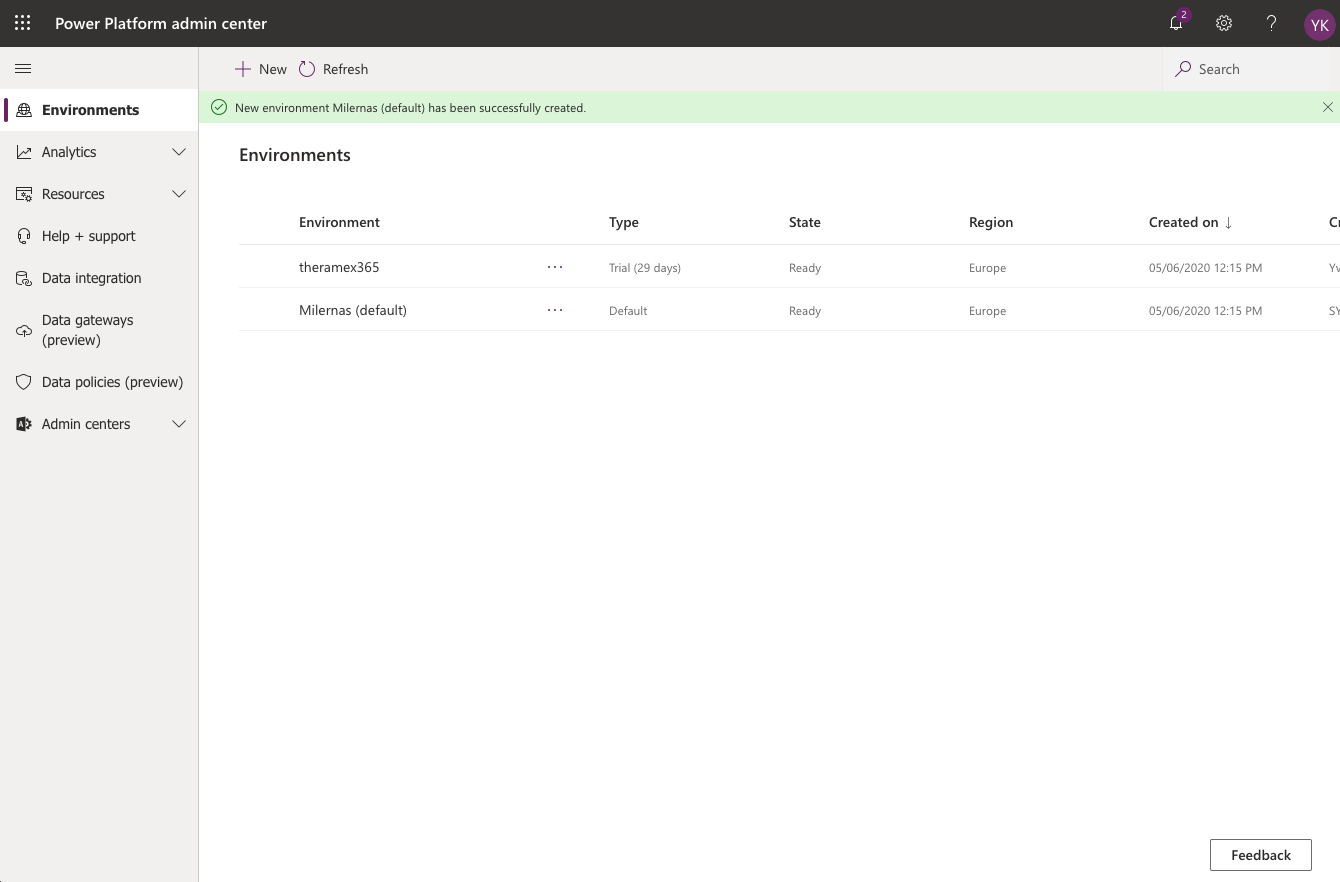 Power Platform admin center
2
YK
New
Refresh
Search
New environment Milernas (default) has been successfully created.
Environments
Analytics
Resources
Help + support
Data integration
Data gateways
(preview)
Data policies (preview)
Admin centers
Environments
Environment Type State Region Created on ↓ Cr
theramex365 ... Trial (29 days) Ready Europe 05/06/2020 12:15 PM Yv
Milernas (default) ... Default Ready Europe 05/06/2020 12:15 PM SY
Feedback